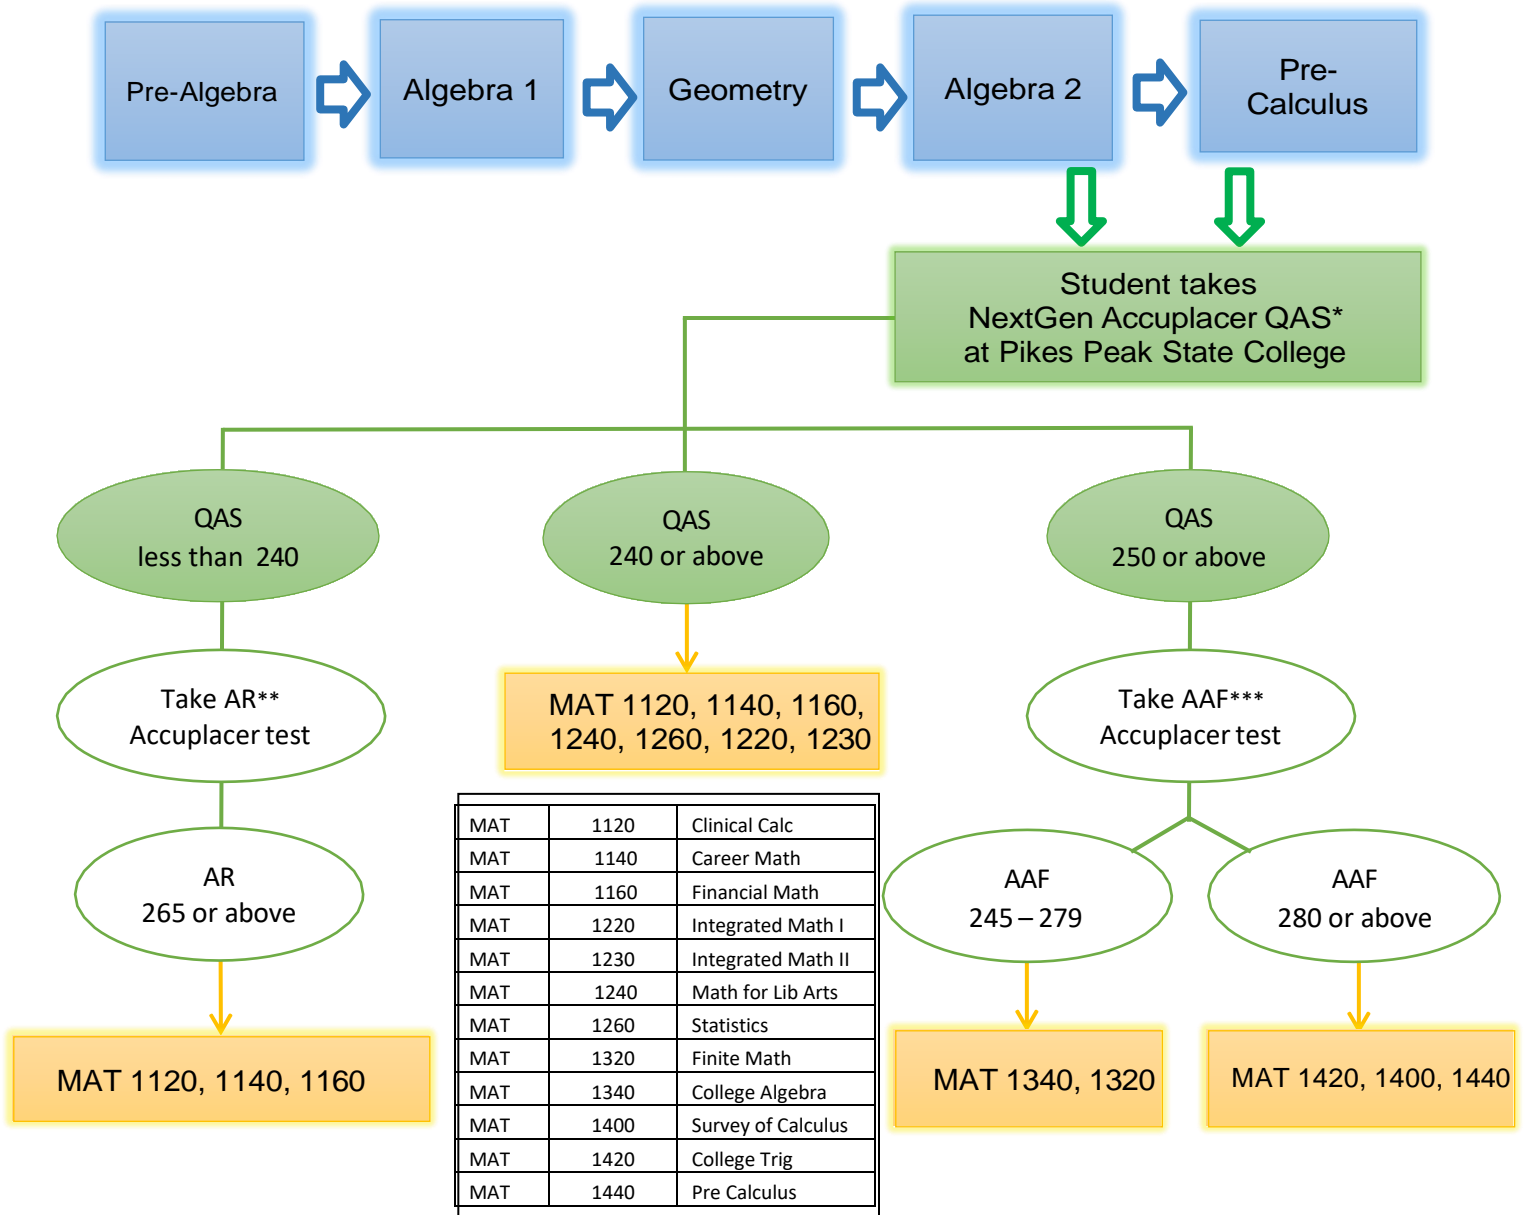 Pre-Algebra
Algebra 1
Geometry
Algebra 2
Pre-
Calculus
Student takes
NextGen Accuplacer QAS*
at Pikes Peak State College
QAS
less than 240
QAS
240 or above
QAS
250 or above
Take AR**
Accuplacer test
MAT 1120, 1140, 1160,
1240, 1260, 1220, 1230
Take AAF***
Accuplacer test
AR
265 or above
AAF
245 – 279
AAF
280 or above
MAT 1120, 1140, 1160
MAT 1120 Clinical Calc
MAT 1140 Career Math
MAT 1160 Financial Math
MAT 1220 Integrated Math I
MAT 1230 Integrated Math II
MAT 1240 Math for Lib Arts
MAT 1260 Statistics
MAT 1320 Finite Math
MAT 1340 College Algebra
MAT 1400 Survey of Calculus
MAT 1420 College Trig
MAT 1440 Pre Calculus
MAT 1340, 1320
MAT 1420, 1400, 1440